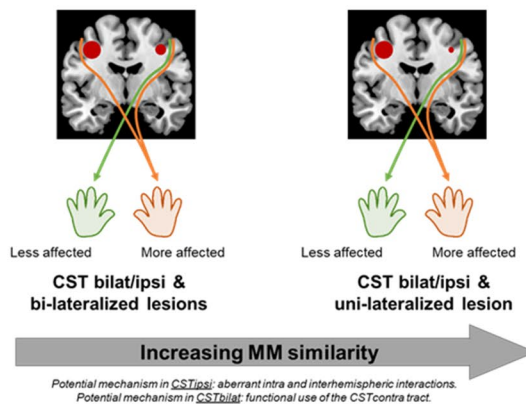 Less affected More affected Less affected More affected
CST bilat/ipsi & CST bilat/ipsi &
bi-lateralized lesions uni-lateralized lesion
Increasing MM similarity
Potential mechanism in CSTipsi: aberrant intra and interhemispheric interactions.
Potential mechanism in CSTbilat: functional use of the CSTcontra tract.